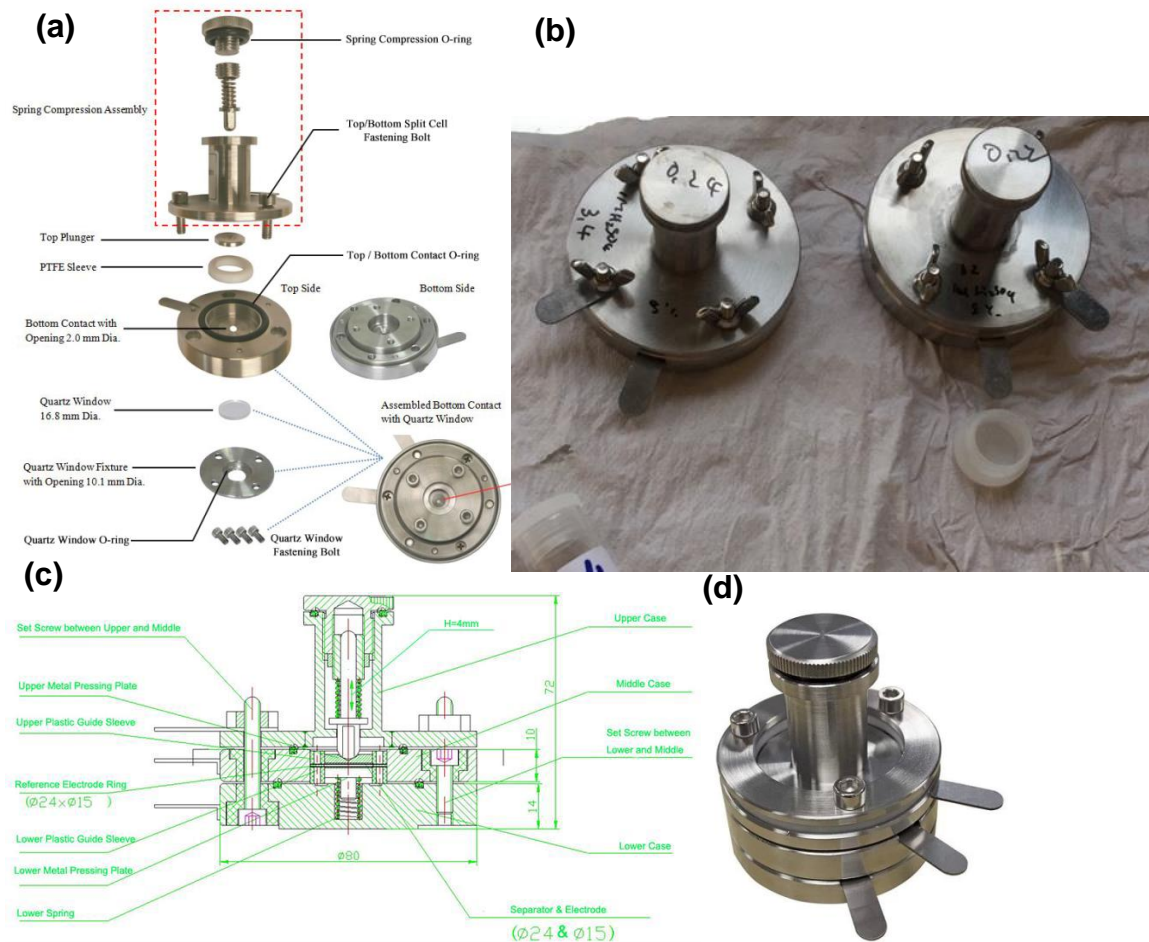 (a)
Spring Compression O-ring
Spring Compression Assembly
Top/Bottom Split Cell
Fastening Bolt
Top Plunger
PTFE Sleeve
Top / Bottom Contact O-ring
Top Side
Bottom Side
Bottom Contact with
Opening 2.0 mm Dia.
Quartz Window
16.8 mm Dia.
Assembled Bottom Contact
with Quartz Window
Quartz Window Fixture
with Opening 10.1 mm Dia.
Quartz Window O-ring
Quartz Window
Fastening Bolt
(b)
0.24
3,4
0.22
(c)
Set Screw between Upper and Middle
H=4mm
Upper Case
Upper Metal Pressing Plate
Middle Case
Upper Plastic Guide Sleeve
Set Screw between
Lower and Middle
72
10
14
Reference Electrode Ring
(Ø24×Ø15 )
Lower Plastic Guide Sleeve
Ø80
Lower Case
Lower Metal Pressing Plate
Lower Spring
Separator & Electrode
(Ø24 & Ø15)
(d)